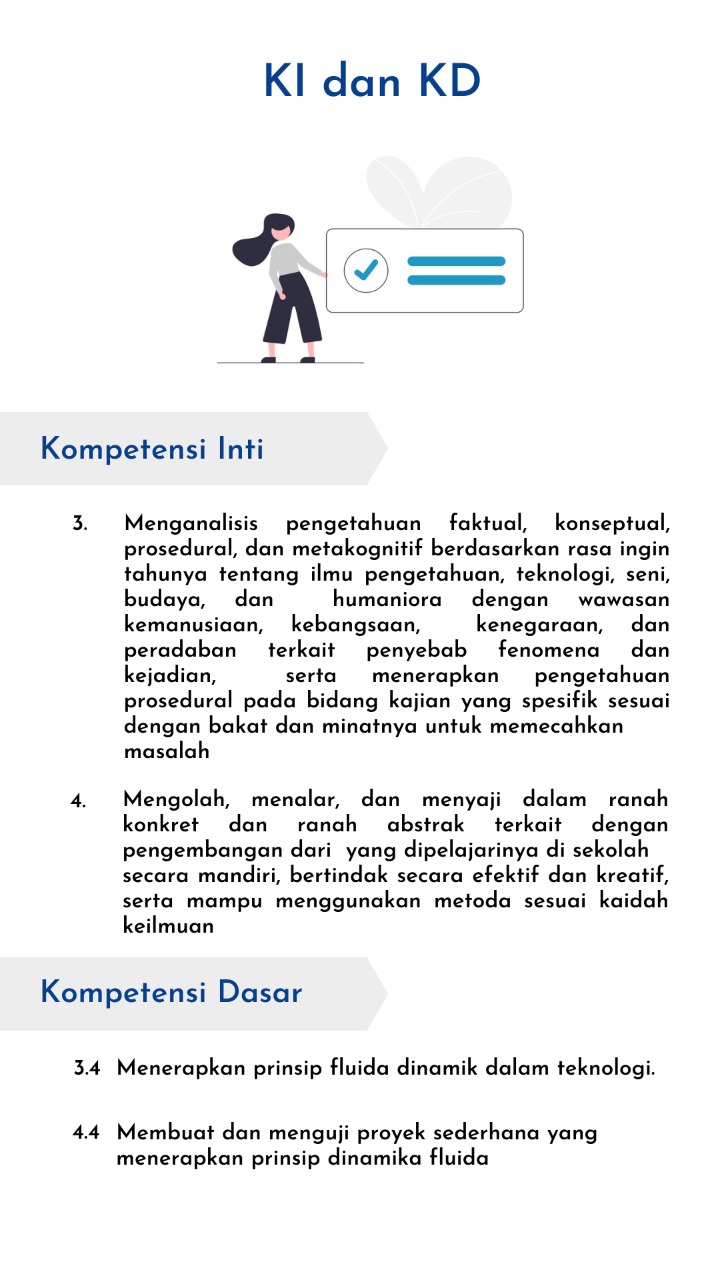 KI dan KD
Kompetensi Inti
3. Menganalisis pengetahuan faktual, konseptual,
prosedural, dan metakognitif berdasarkan rasa ingin
tahunya tentang ilmu pengetahuan, teknologi, seni,
budaya, dan humaniora dengan wawasan
kemanusiaan, kebangsaan, kenegaraan, dan
peradaban terkait penyebab fenomena dan
kejadian, serta menerapkan pengetahuan
prosedural pada bidang kajian yang spesifik sesuai
dengan bakat dan minatnya untuk memecahkan
masalah
4. Mengolah, menalar, dan menyaji dalam ranah
konkret dan ranah abstrak terkait dengan
pengembangan dari yang dipelajarinya di sekolah
secara mandiri, bertindak secara efektif dan kreatif,
serta mampu menggunakan metoda sesuai kaidah
keilmuan
Kompetensi Dasar
3.4 Menerapkan prinsip fluida dinamik dalam teknologi.
4.4 Membuat dan menguji proyek sederhana yang
menerapkan prinsip dinamika fluida